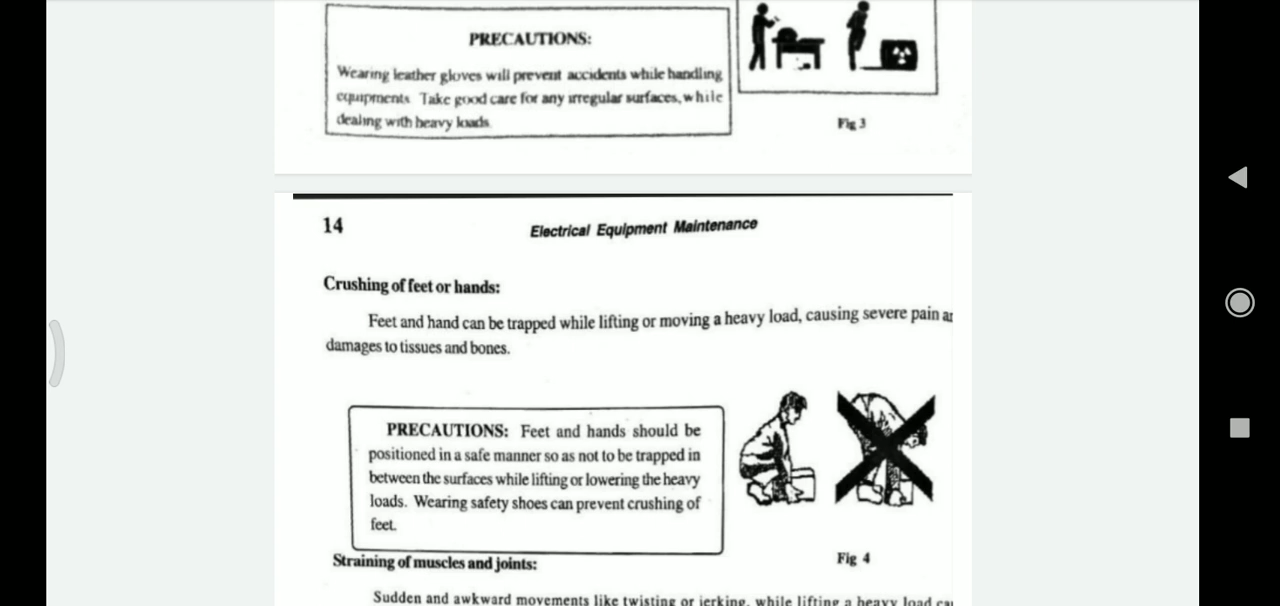 PRECAUTIONS:
Wearing leather gloves will prevent accidents while handling
equipments. Take good care for any irregular surfaces, while
dealing with heavy loads.
Fig 3
14
Electrical Equipment Maintenance
Crushing of feet or hands:
Feet and hand can be trapped while lifting or moving a heavy load, causing severe pain
damages to tissues and bones.
PRECAUTIONS: Feet and hands should be
positioned in a safe manner so as not to be trapped in
between the surfaces while lifting or lowering the heavy
loads. Wearing safety shoes can prevent crushing of
feet.
Fig 4
Straining of muscles and joints:
Sudden and awkward movements like twisting or jerking, while lifting a heavy load